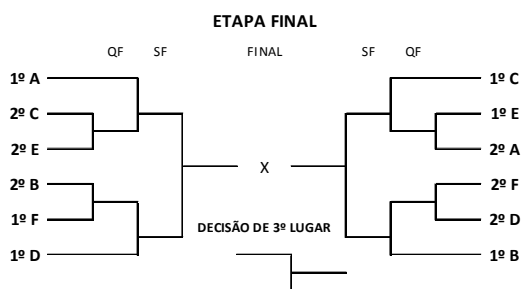 ETAPA FINAL
QF SF FINAL SF QF
1º A 1º C
2º C 1º E
2º E 2º A
2º B 2º F
1º F 2º D
1º D 1º B
X
DECISÃO DE 3º LUGAR